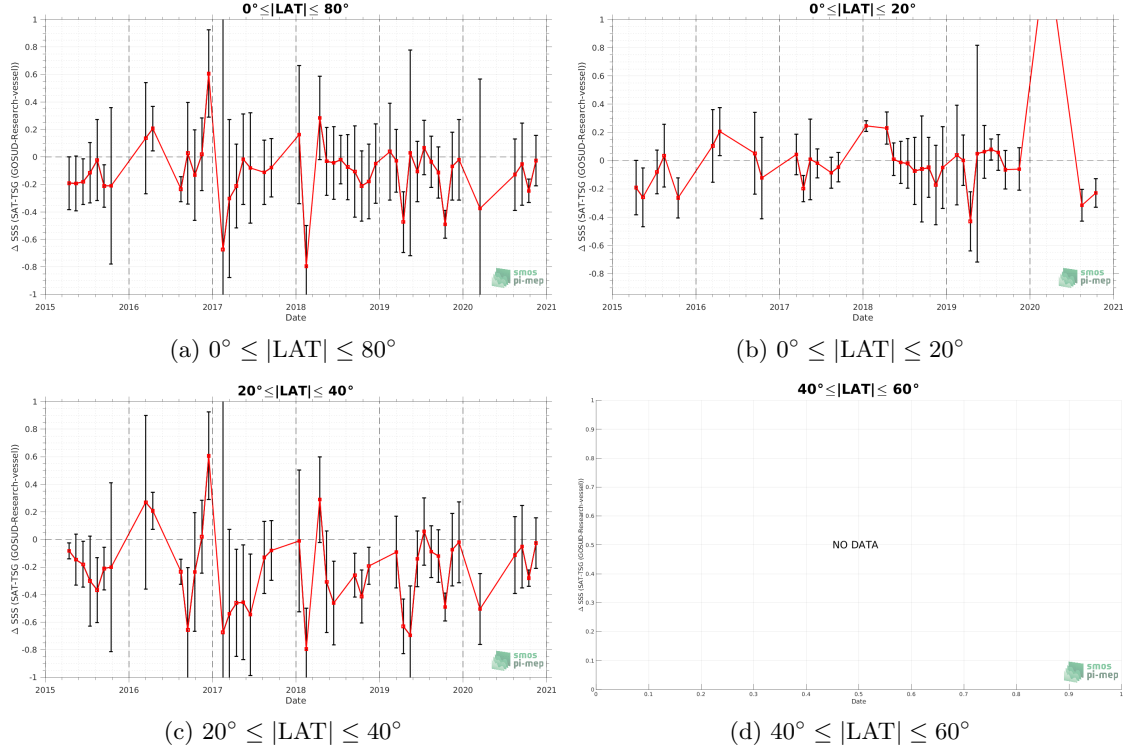 0°≤|LAT|≤ 80°
Δ SSS (SAT-TSG (GOSUD-Research-vessel))
1
0.8
0.6
0.4
0.2
0
-0.2
-0.4
-0.6
-0.8
-1
2015 2016 2017 2018 2019 2020 2021
Date
smos
pi-mep
(a) 0° ≤ |LAT| ≤ 80°
0°≤|LAT|≤ 20°
Δ SSS (SAT-TSG (GOSUD-Research-vessel))
1
0.8
0.6
0.4
0.2
0
-0.2
-0.4
-0.6
-0.8
2015 2016 2017 2018 2019 2020 2021
Date
smos
pi-mep
(b) 0° ≤ |LAT| ≤ 20°
20°≤|LAT|≤ 40°
Δ SSS (SAT-TSG (GOSUD-Research-vessel))
1
0.8
0.6
0.4
0.2
0
-0.2
-0.4
-0.6
-0.8
-1
2015 2016 2017 2018 2019 2020 2021
Date
smos
pi-mep
(c) 20° ≤ |LAT| ≤ 40°
40°≤|LAT|≤ 60°
Δ SSS (SAT-TSG (GOSUD-Research-vessel))
1
0.9
0.8
0.7
0.6
0.5
0.4
0.3
0.2
0.1
0
NO DATA
0 0.1 0.2 0.3 0.4 0.5 0.6 0.7 0.8 0.9 1
Date
smos
pi-mep
(d) 40° ≤ |LAT| ≤ 60°